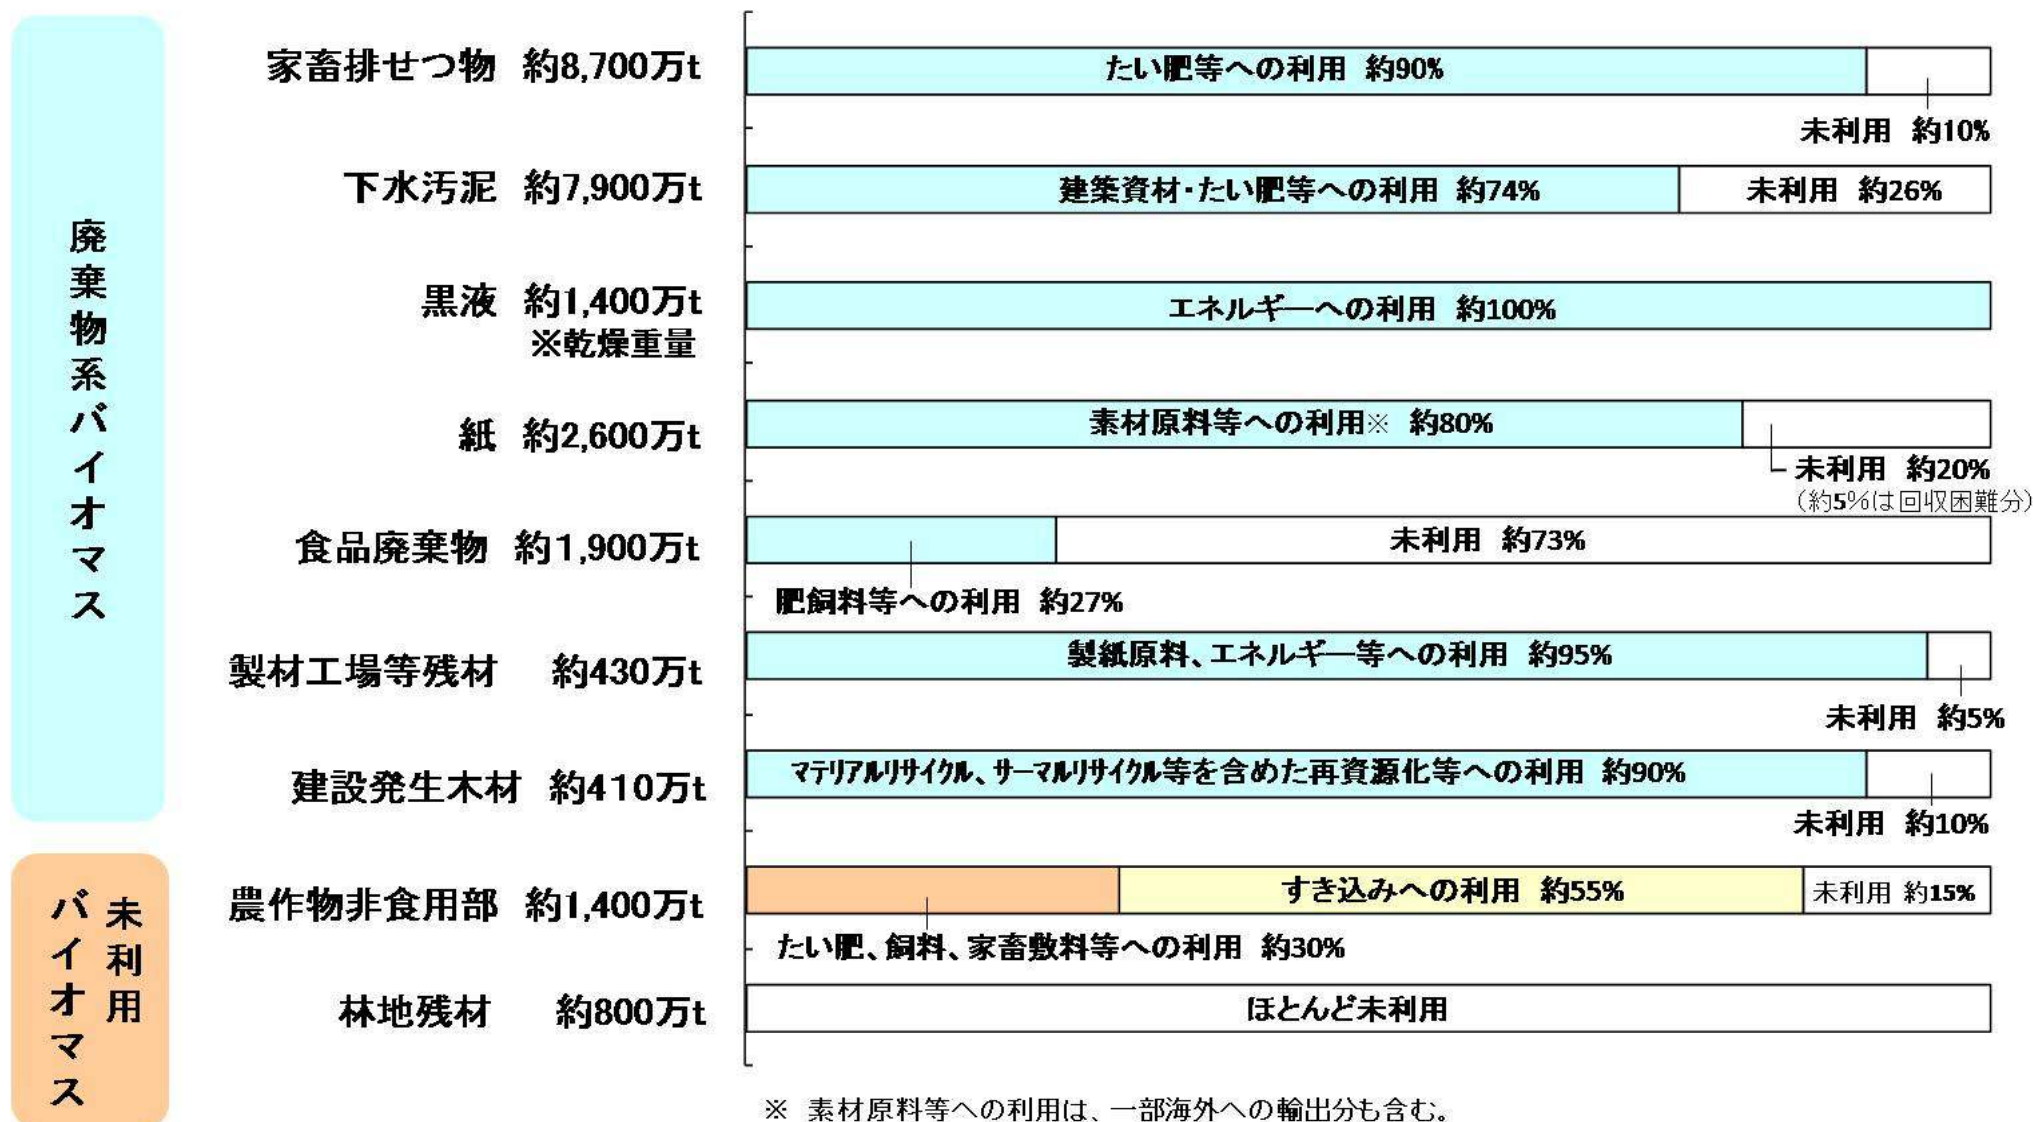 廃棄物系バイオマス
家畜排せつ物 約8,700万t
たい肥等への利用 約90%
未利用 約10%
下水汚泥 約7,900万t
建築資材・たい肥等への利用 約74%
未利用 約26%
黒液 約1,400万t
※乾燥重量
エネルギーへの利用 約100%
紙 約2,600万t
素材原料等への利用※ 約80%
未利用 約20%
（約5%は回収困難分）
食品廃棄物 約1,900万t
未利用 約73%
肥飼料等への利用 約27%
製材工場等残材 約430万t
製紙原料、エネルギー等への利用 約95%
未利用 約5%
建設発生木材 約410万t
マテリアルリサイクル、サーマルリサイクル等を含めた再資源化等への利用 約90%
未利用 約10%
未利用
バイオマス
農作物非食用部 約1,400万t
すき込みへの利用 約55%
未利用 約15%
たい肥、飼料、家畜敷料等への利用 約30%
林地残材 約800万t
ほとんど未利用
※ 素材原料等への利用は、一部海外への輸出分も含む。